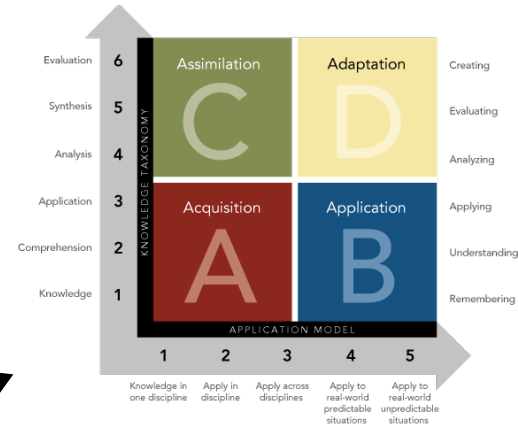 Evaluation 6 Assimilation Adaptation Creating
Synthesis 5 Evaluating
C D
Analysis 4 Analyzing
KNOWLEDGE TAXONOMY
Application 3 Acquisition Application Applying
Comprehension 2 Understanding
A B
Knowledge 1 Remembering
APPLICATION MODEL
1 2 3 4 5
Knowledge in one discipline
Apply in discipline
Apply across disciplines
Apply to real-world predictable situations
Apply to real-world unpredictable situations